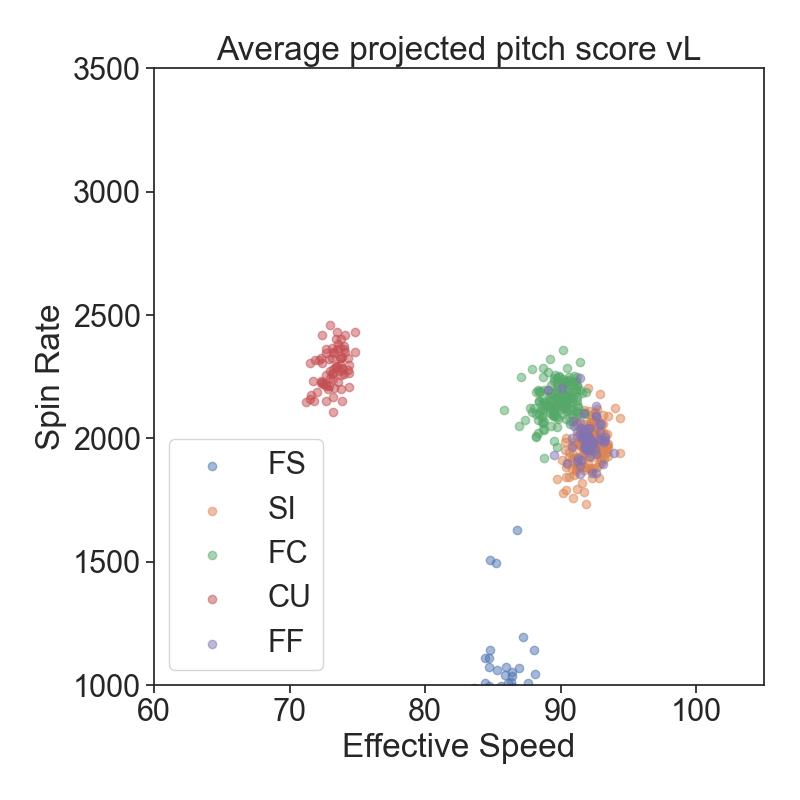 Average projected pitch score vL
3500
3000
2500
2000
1500
1000
Spin Rate
FS
SI
FC
CU
FF
60 70 80 90 100
Effective Speed